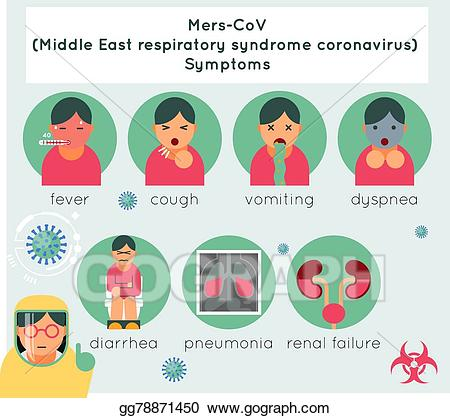 Mers-CoV
(Middle East respiratory syndrome coronavirus)
Symptoms
40
fever
cough
vomiting
dyspnea
GOGRAPH
diarrhea
pneumonia
renal failure
gg78871450 www.gograph.com